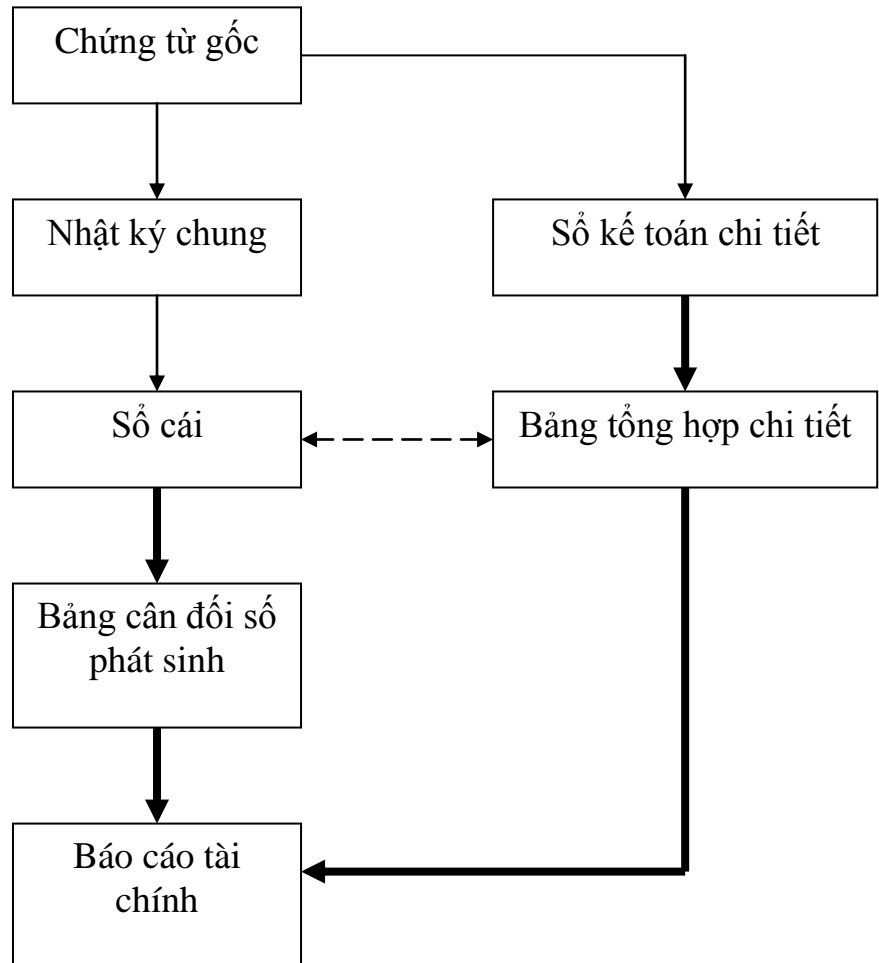 Chứng từ gốc
Nhật ký chung
Sổ kế toán chi tiết
Sổ cái
Bảng tổng hợp chi tiết
Bảng cân đối số
phát sinh
Báo cáo tài
chính